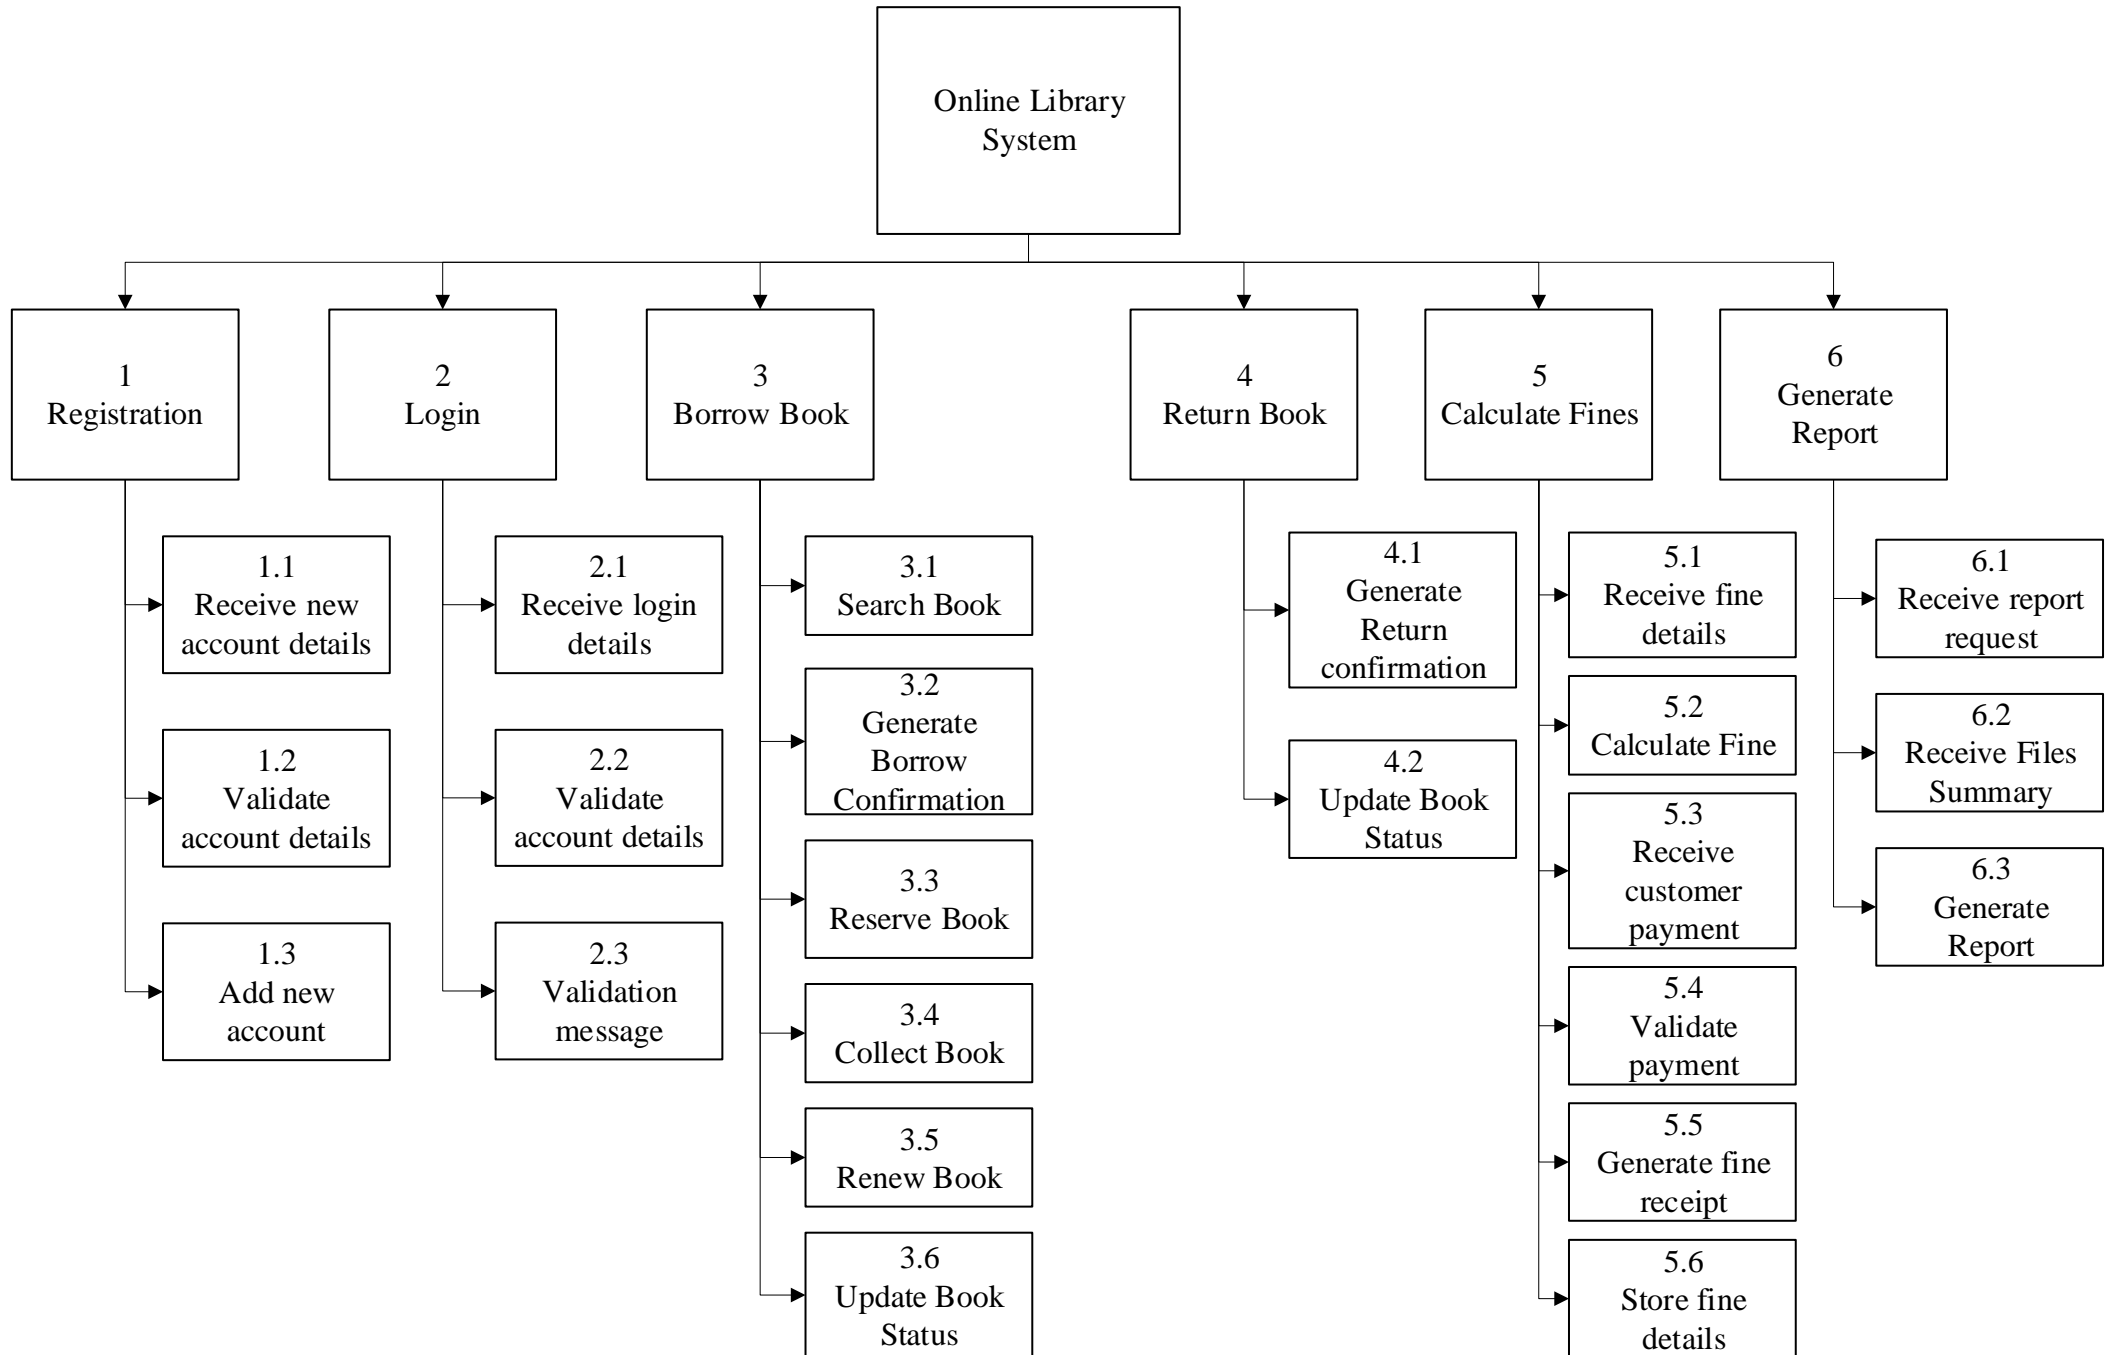 Online Library
System
1
Registration
2
Login
3
Borrow Book
4
Return Book
5
Calculate Fines
6
Generate
Report
1.1
Receive new
account details
1.2
Validate
account details
1.3
Add new
account
2.1
Receive login
details
2.2
Validate
account details
2.3
Validation
message
3.1
Search Book
3.2
Generate
Borrow
Confirmation
3.3
Reserve Book
3.4
Collect Book
3.5
Renew Book
3.6
Update Book
Status
4.1
Generate
Return
confirmation
4.2
Update Book
Status
5.1
Receive fine
details
5.2
Calculate Fine
5.3
Receive
customer
payment
5.4
Validate
payment
5.5
Generate fine
receipt
5.6
Store fine
details
6.1
Receive report
request
6.2
Receive Files
Summary
6.3
Generate
Report